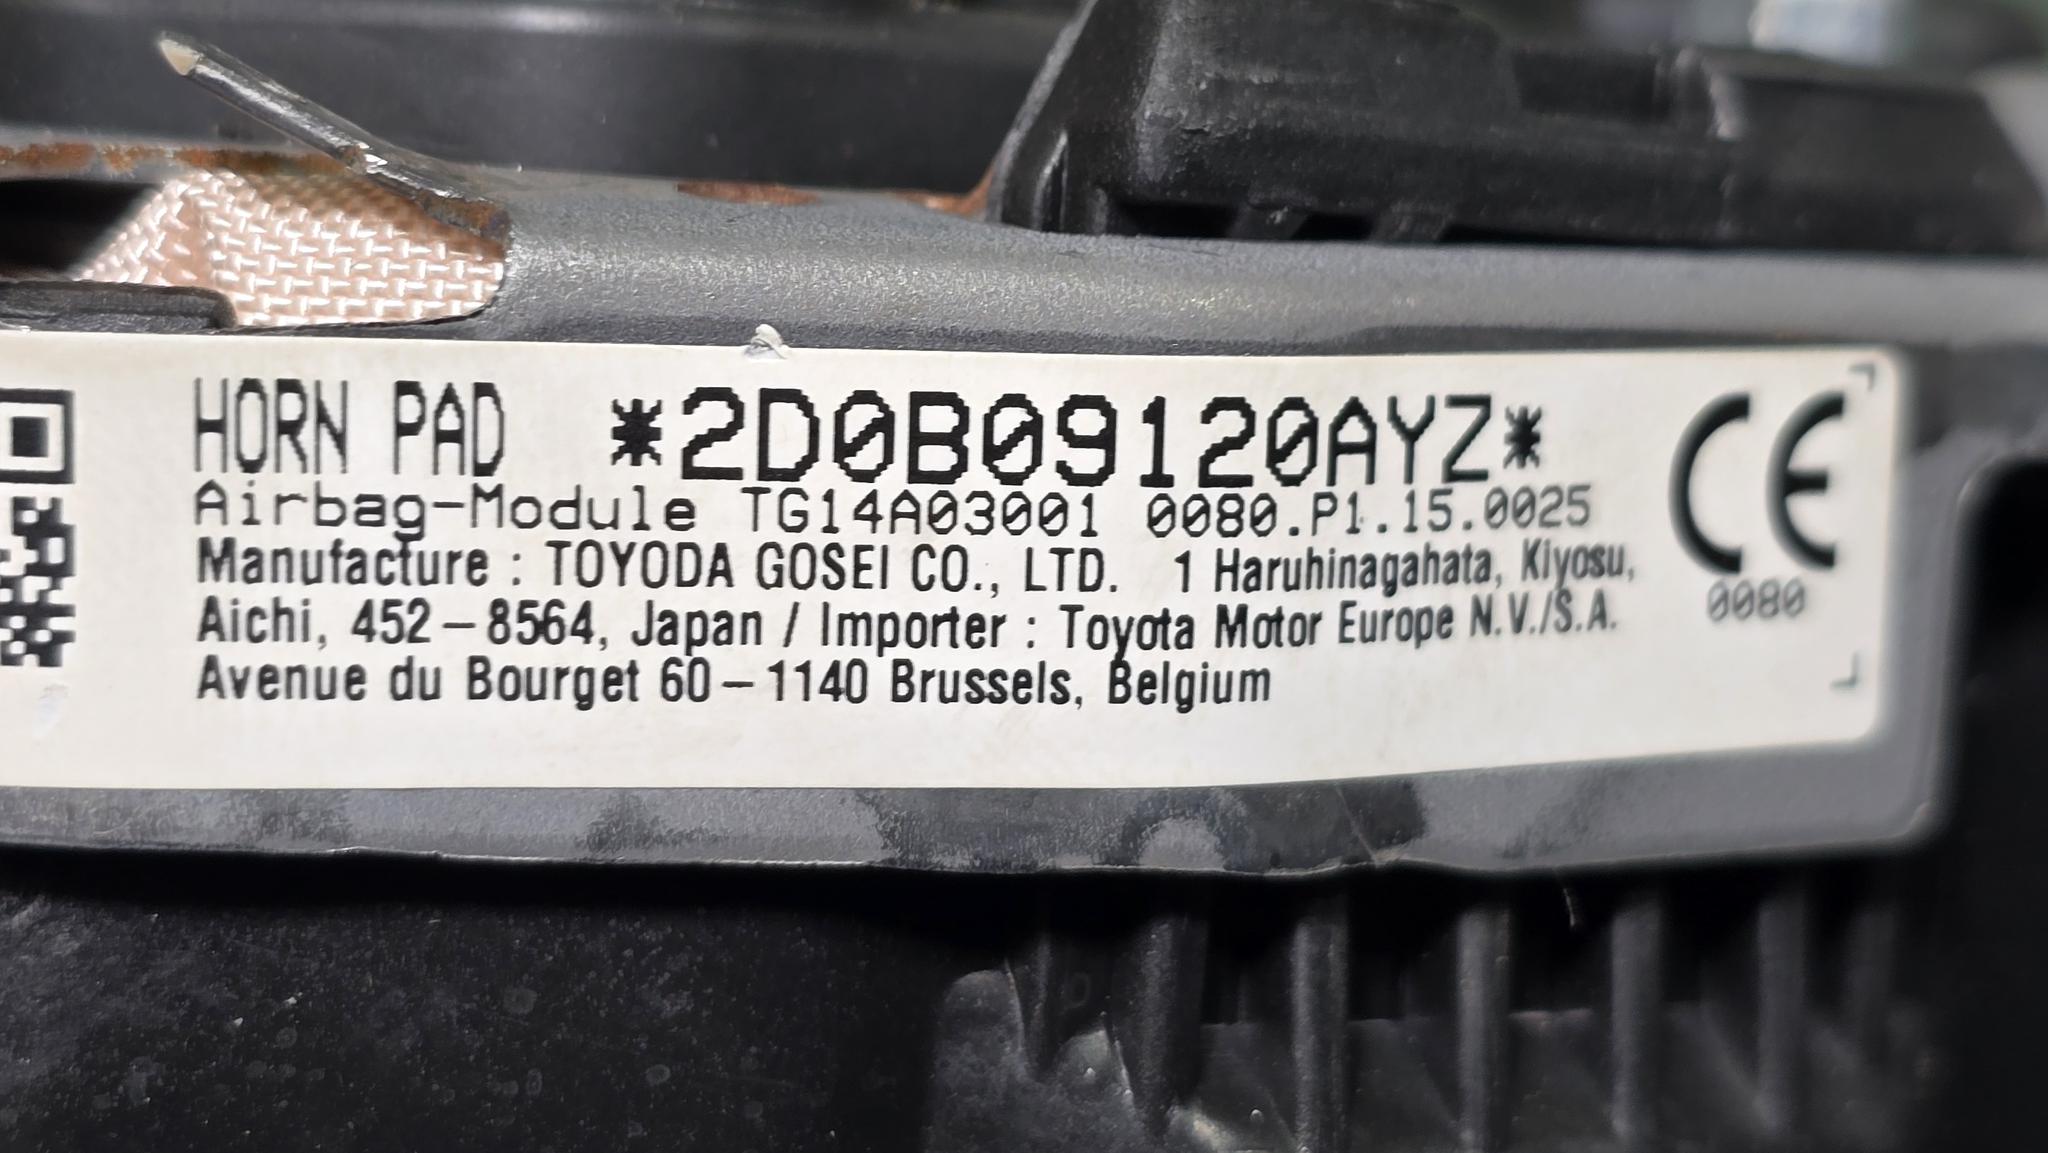 HORN PAD *2D0B09120AYZ*
Airbag-Module TG14A03001 0080.P1.15.0025
Manufacture : TOYODA GOSEI CO., LTD. 1 Haruhinagahata, Kiyosu,
Aichi, 452-8564, Japan / Importer : Toyota Motor Europe N.V./S.A.
Avenue du Bourget 60-1140 Brussels, Belgium
CE
0080